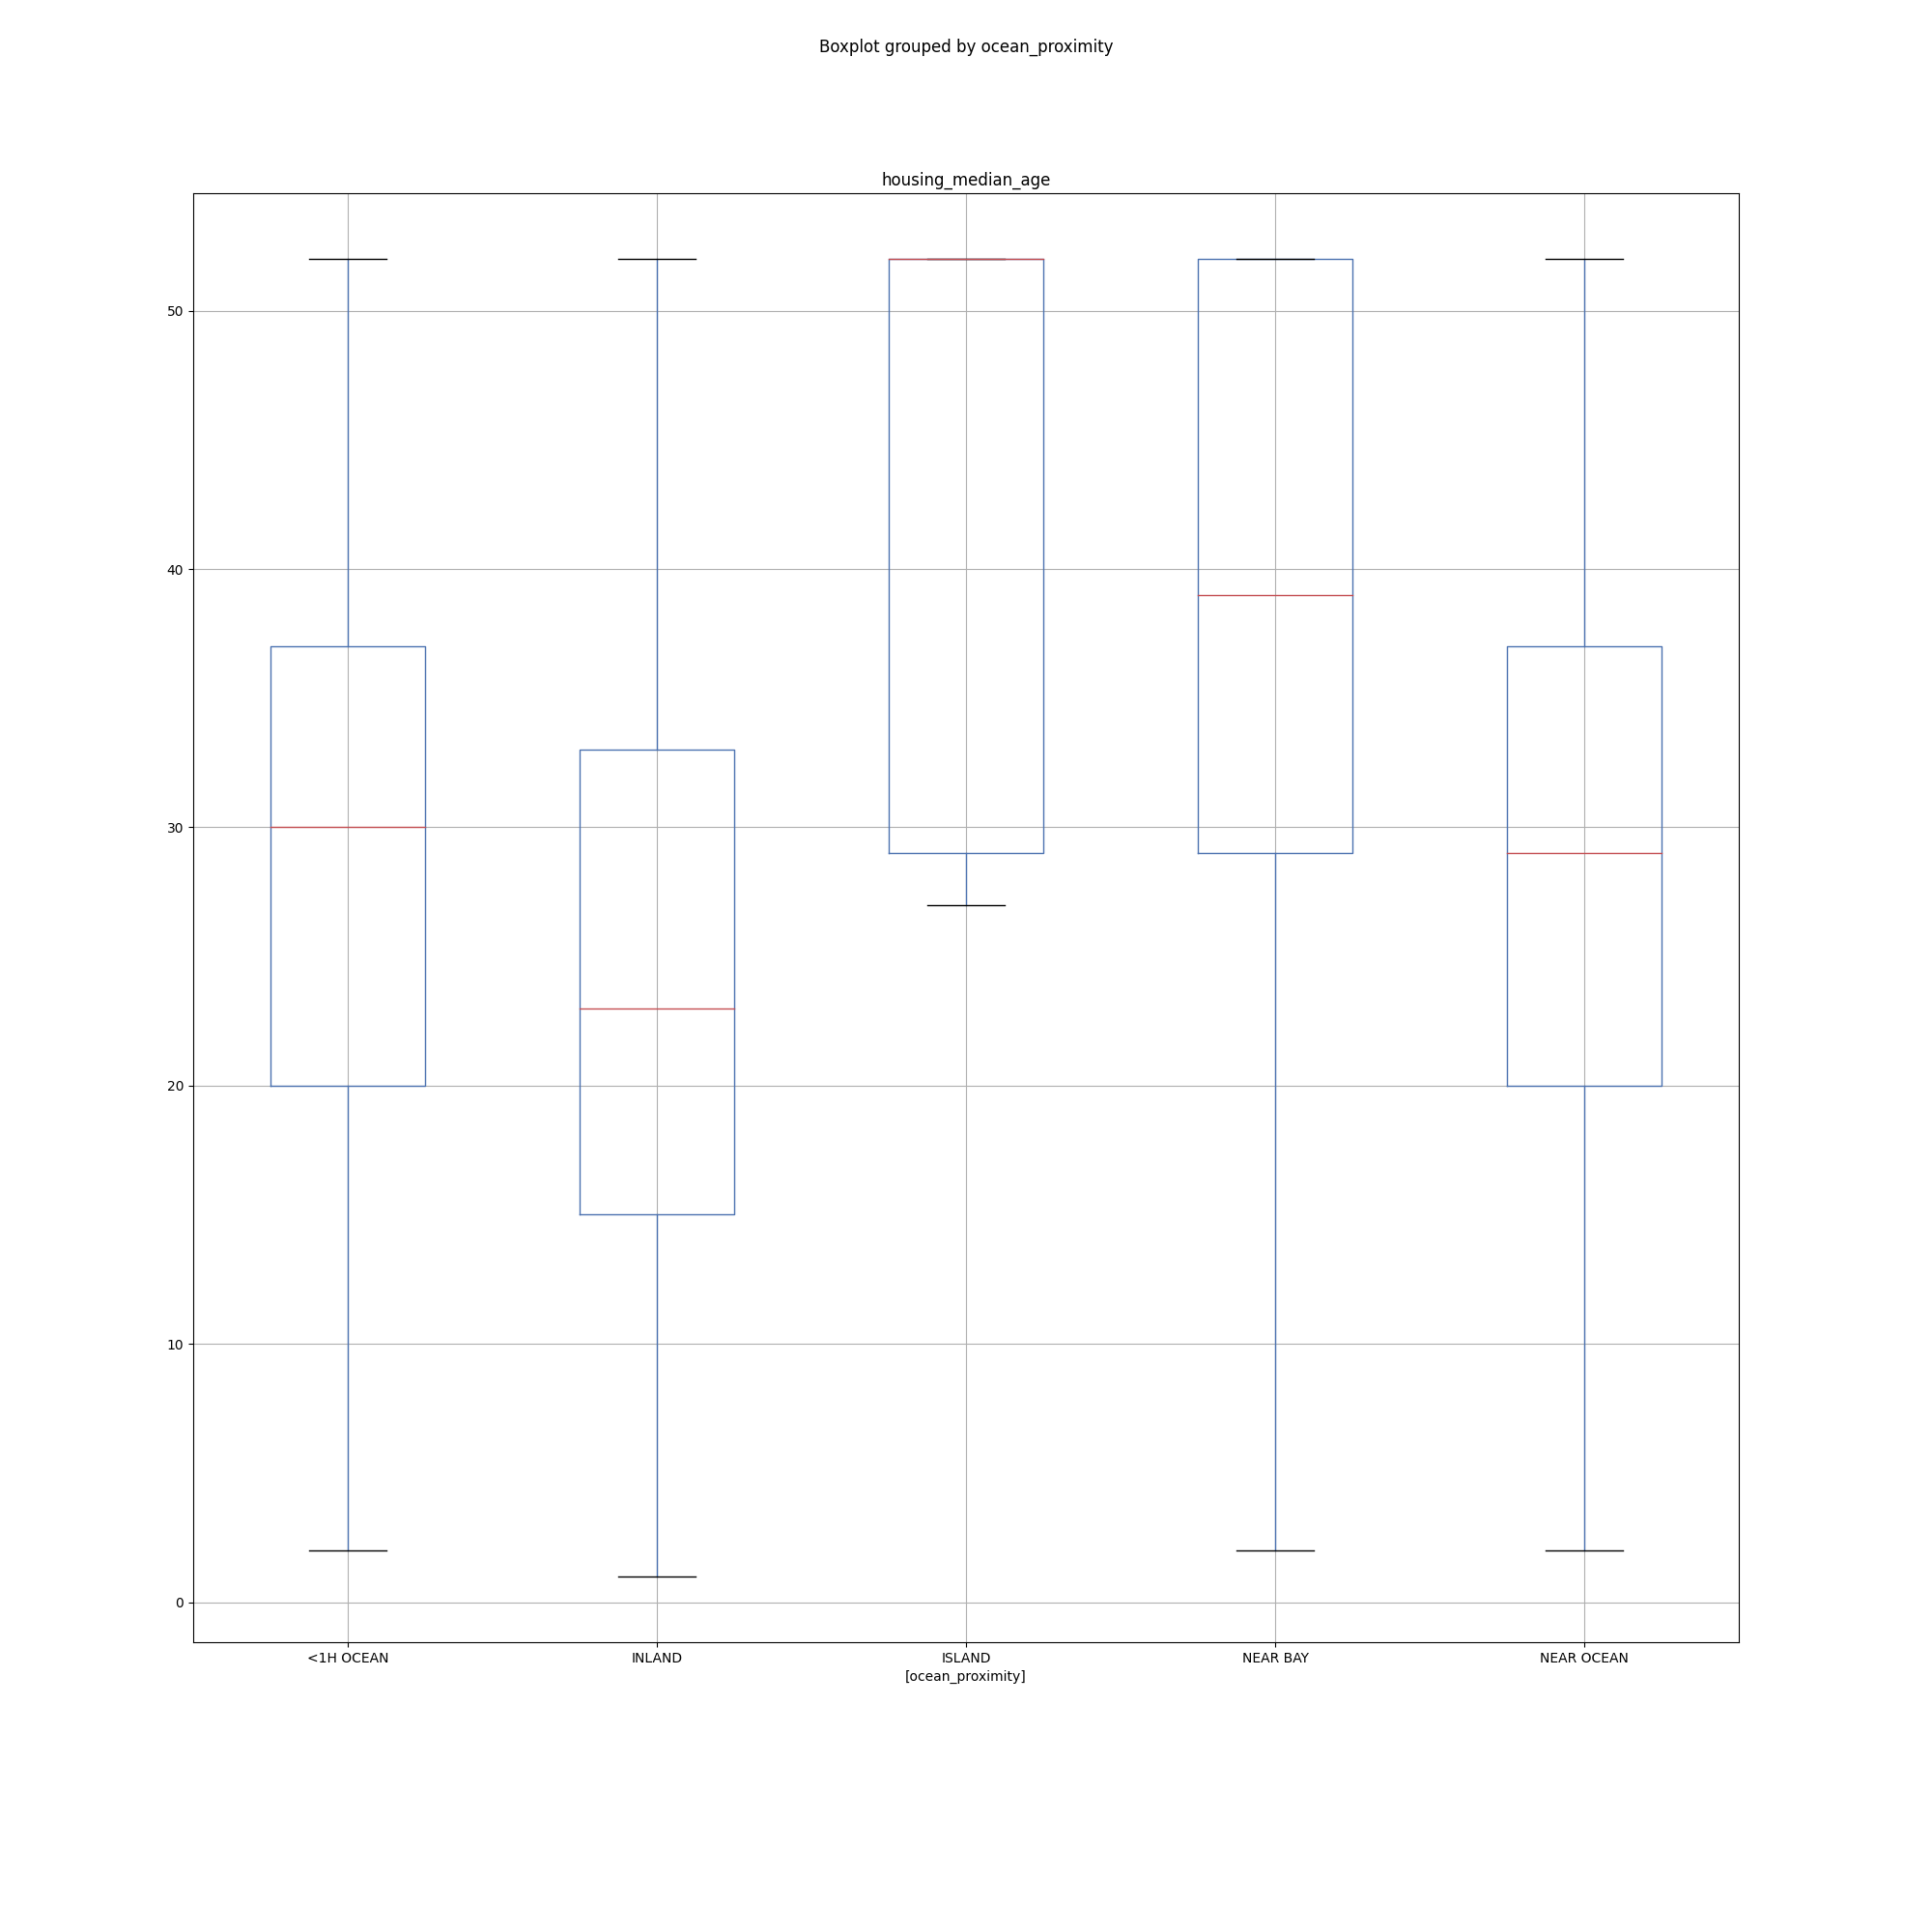 Boxplot grouped by ocean_proximity
housing_median_age
50
40
30
20
10
0
<1H OCEAN INLAND ISLAND NEAR BAY NEAR OCEAN
[ocean_proximity]